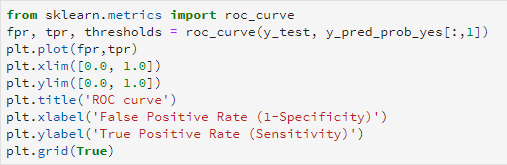 from sklearn.metrics import roc_curve
fpr, tpr, thresholds = roc_curve(y_test, y_pred_prob_yes[:,1])
plt.plot(fpr,tpr)
plt.xlim([0.0, 1.0])
plt.ylim([0.0, 1.0])
plt.title('ROC curve')
plt.xlabel('False Positive Rate (1-Specificity)')
plt.ylabel('True Positive Rate (Sensitivity)')
plt.grid(True)